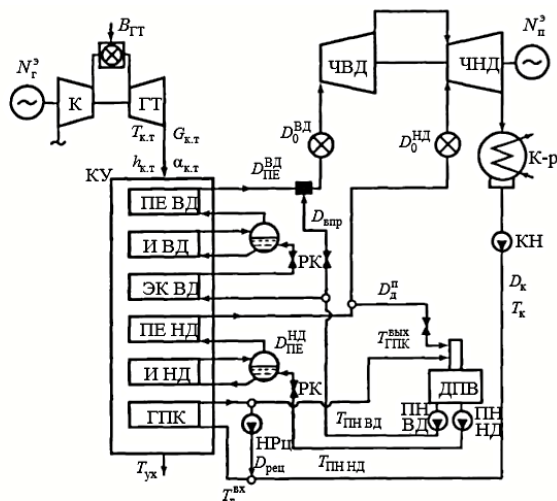 B_ГТ
N_г^э
К
ГТ
T_к.т
G_к.т
h_к.т
α_к.т
КУ
ЧВД
ЧНД
N_п^э
D_0^ВД
D_0^НД
К-р
D_ПЕ^ВД
ПЕ ВД
D_впр
И ВД
РК
КН
ЭК ВД
D_к
T_к
D_д^п
ПЕ НД
D_ПЕ^НД
T_ГПК^вых
И НД
РК
ДПВ
ГПК
ПН ВД
ПН НД
T_ПН ВД
НРц
T_ух
D_рец
T_ПН НД
T_г^вх